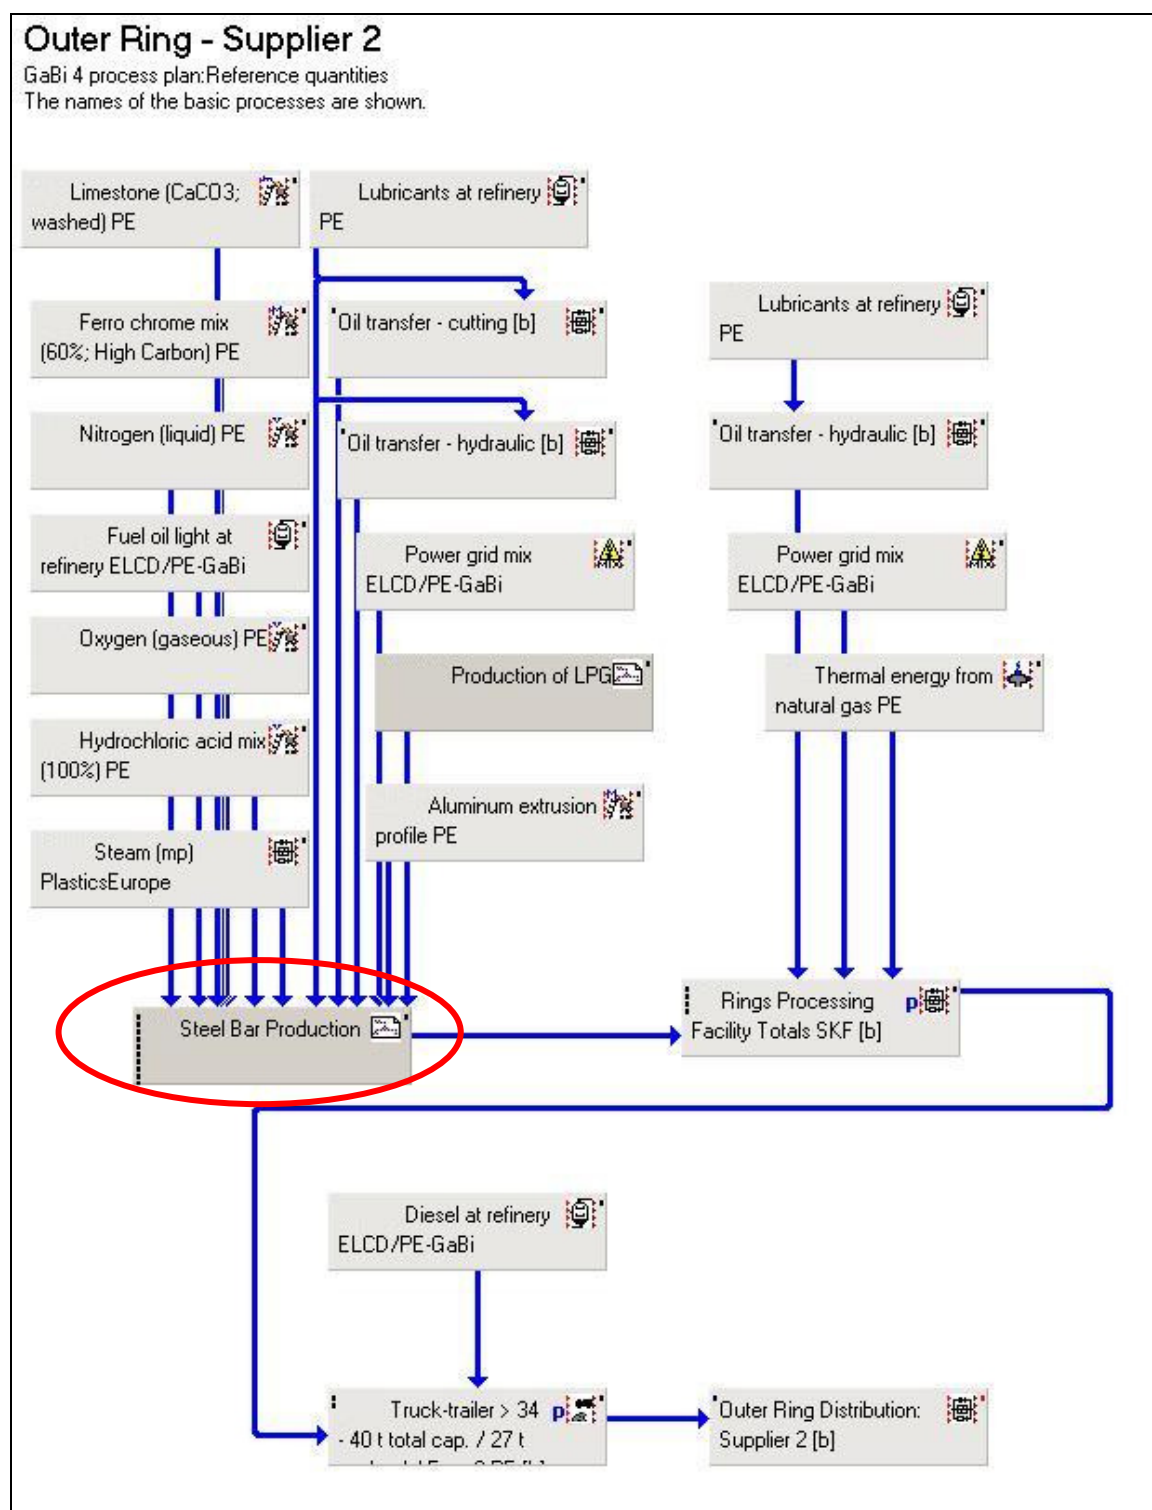 Outer Ring - Supplier 2
GaBi 4 process plan:Reference quantities
The names of the basic processes are shown.
Limestone (CaCO3;
washed) PE
Lubricants at refinery
PE
Ferro chrome mix
(60%; High Carbon) PE
Oil transfer - cutting [b]
Lubricants at refinery
PE
Nitrogen (liquid) PE
Oil transfer - hydraulic [b]
Oil transfer - hydraulic [b]
Fuel oil light at
refinery ELCD/PE-GaBi
Power grid mix
ELCD/PE-GaBi
Power grid mix
ELCD/PE-GaBi
Oxygen (gaseous) PE
Production of LPG
Thermal energy from
natural gas PE
Hydrochloric acid mix
(100%) PE
Aluminum extrusion
profile PE
Steam (mp)
PlasticsEurope
Steel Bar Production
Rings Processing
p
Facility Totals SKF [b]
Diesel at refinery
ELCD/PE-GaBi
Truck-trailer > 34
p
- 40 t total cap. / 27 t
Outer Ring Distribution:
Supplier 2 [b]